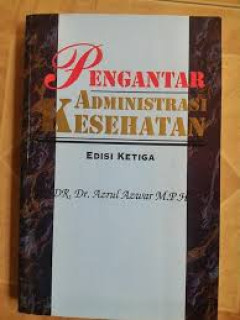 PENGANTAR
ADMINISTRASI
KESEHATAN
EDISI KETIGA
DR. Dr. Azrul Azwar M.P.H